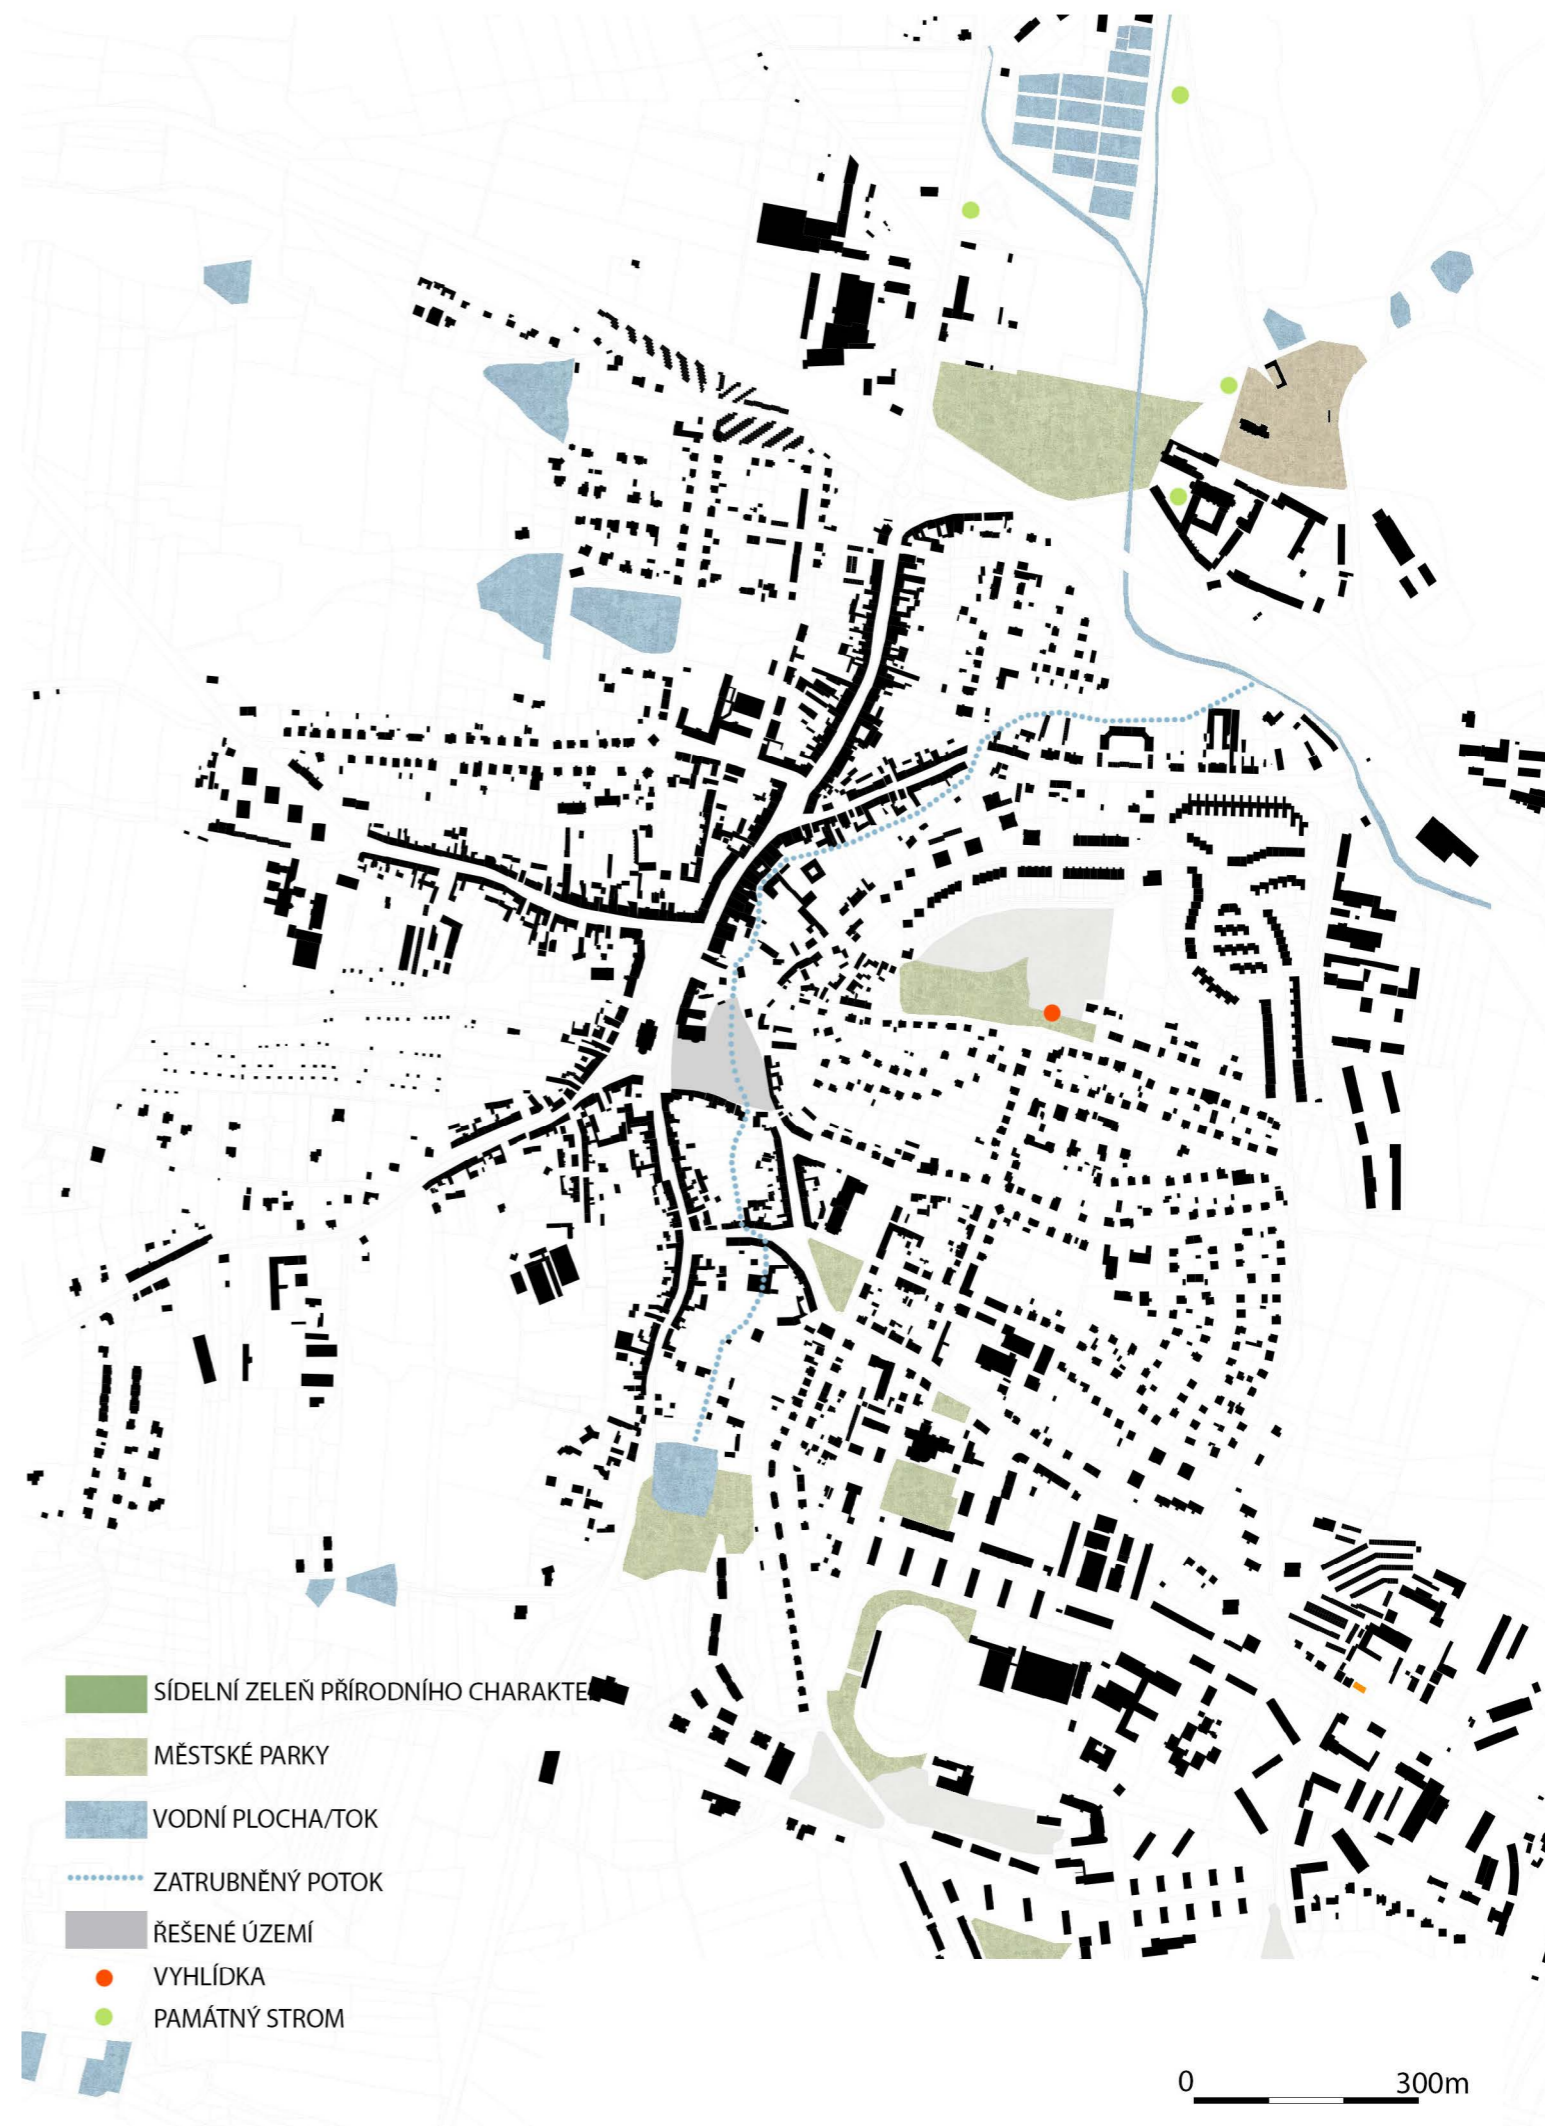 SÍDELNÍ ZELEŇ PŘÍRODNÍHO CHARAKTE
MĚSTSKÉ PARKY
VODNÍ PLOCHA/TOK
ZATRUBNĚNÝ POTOK
ŘEŠENÉ ÚZEMÍ
VYHLÍDKA
PAMÁTNÝ STROM
0 300m